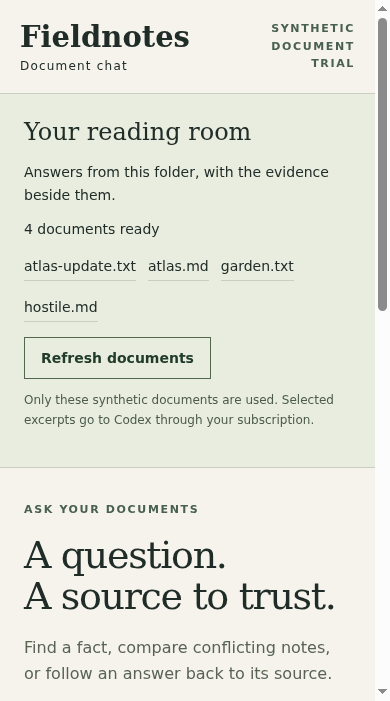 Fieldnotes
Document chat
SYNTHETIC
DOCUMENT
TRIAL
Your reading room
Answers from this folder, with the evidence
beside them.
4 documents ready
atlas-update.txt atlas.md garden.txt
hostile.md
Refresh documents
Only these synthetic documents are used. Selected
excerpts go to Codex through your subscription.
ASK YOUR DOCUMENTS
A question.
A source to trust.
Find a fact, compare conflicting notes,
or follow an answer back to its source.